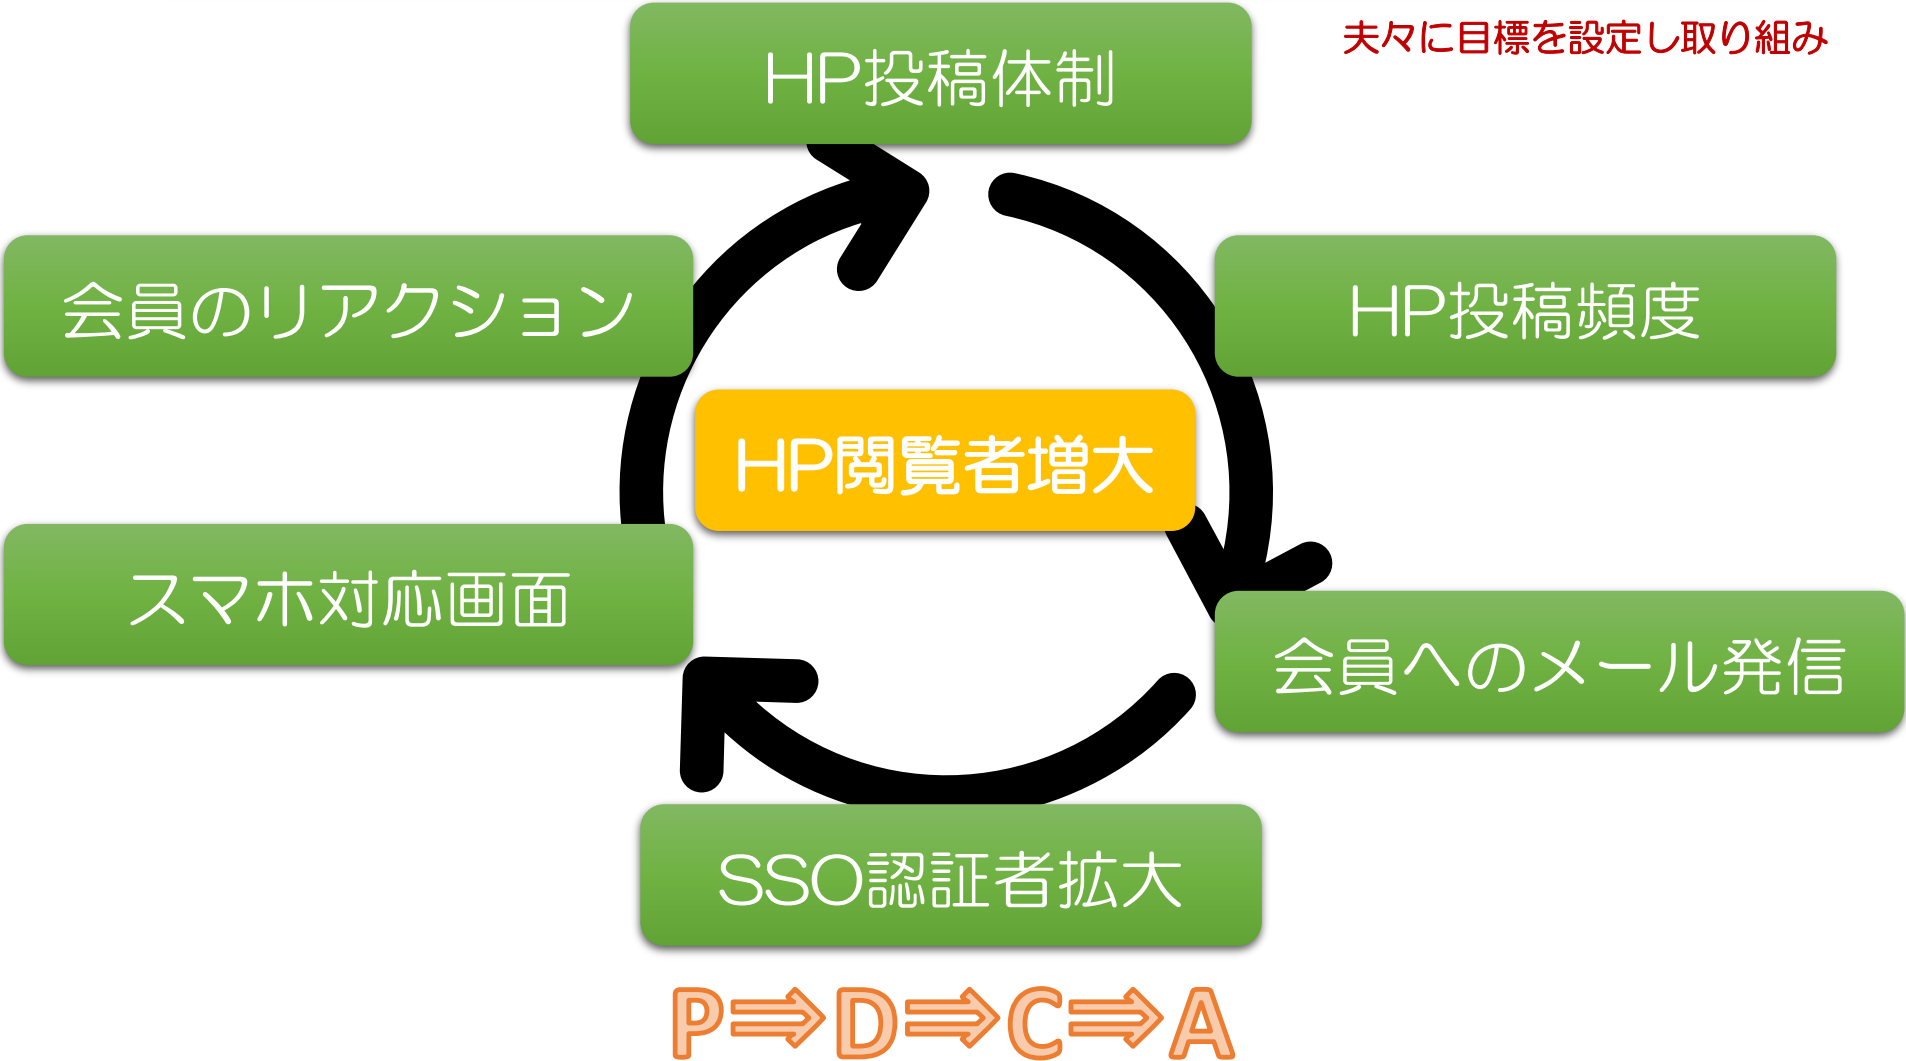 夫々に目標を設定し取り組み
HP投稿体制
会員のリアクション
HP投稿頻度
HP閲覧者増大
スマホ対応画面
会員へのメール発信
SSO認証者拡大
P⇒D⇒C⇒A